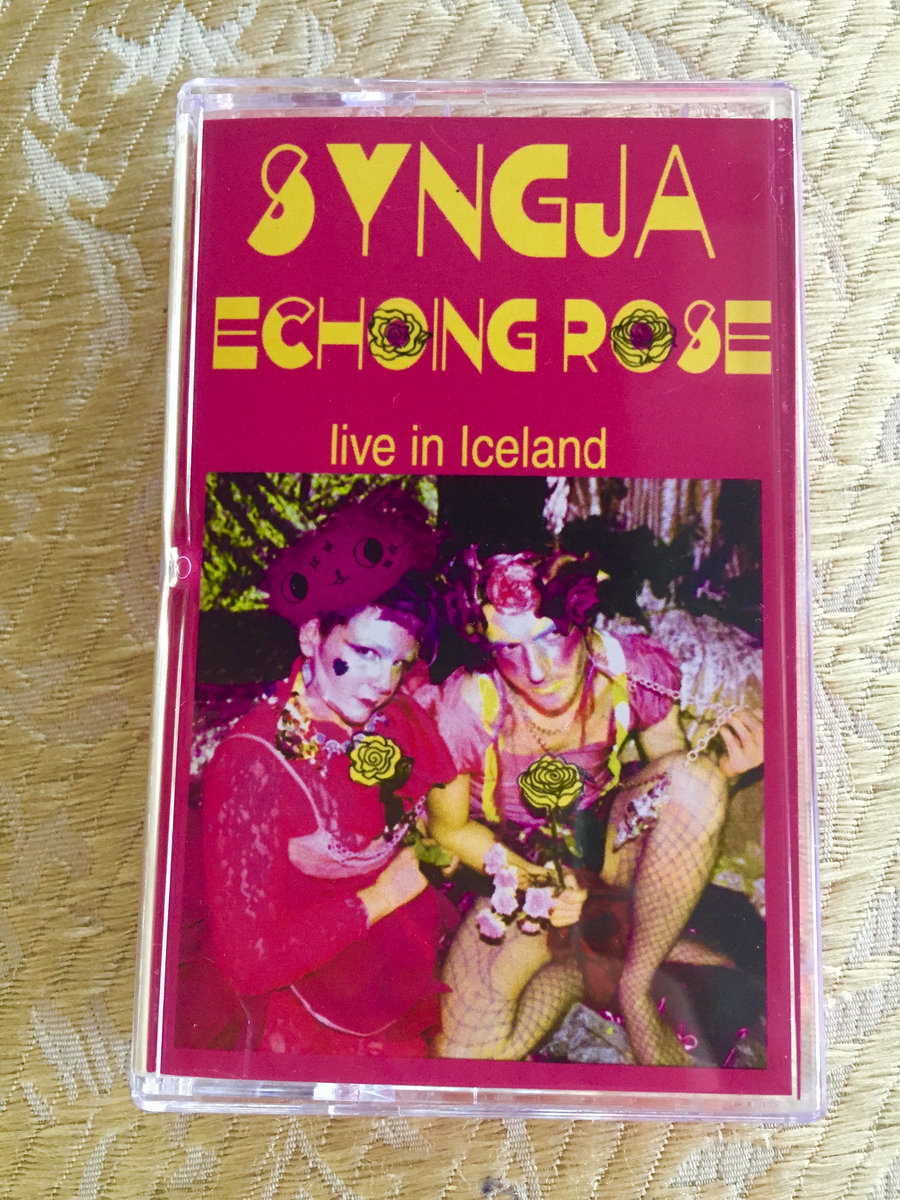 SYNGJA
ECHOING ROSE
live in Iceland